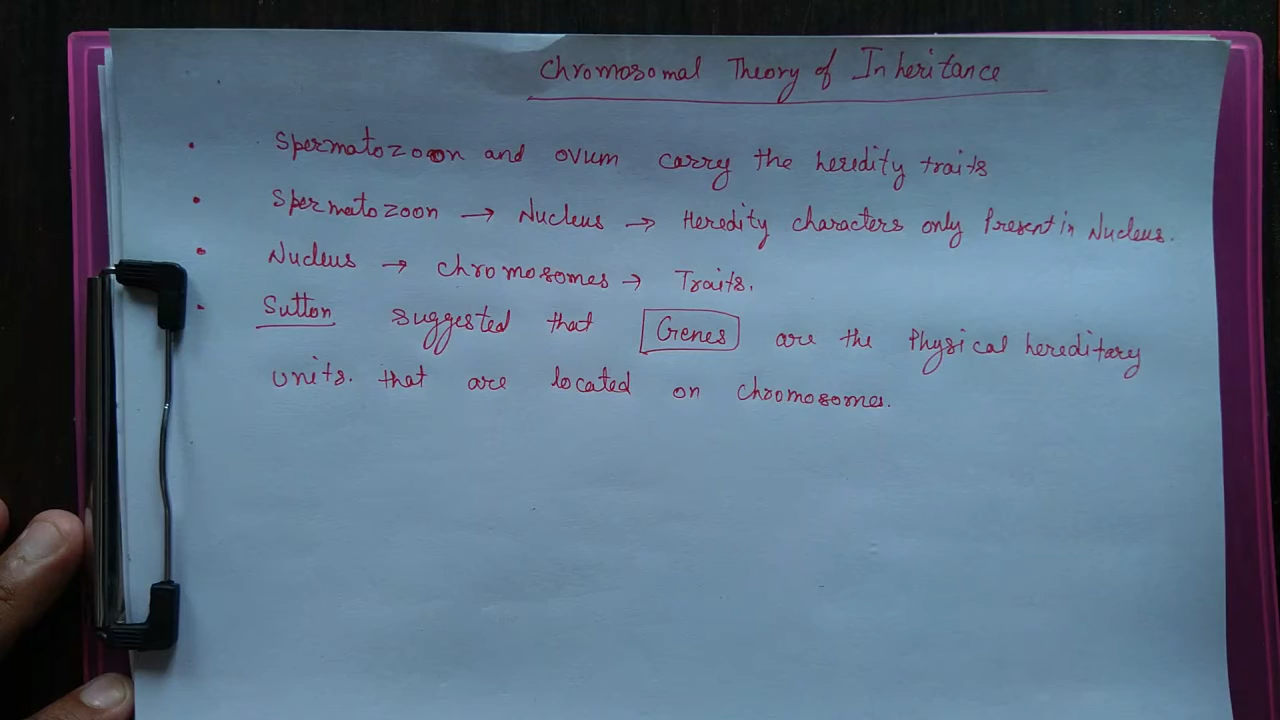 Chromosomal Theory of Inheritance
• Spermatozoon and ovum carry the heredity traits
• Spermatozoon → Nucleus → Heredity characters only Present in Nucleus.
• Nucleus → chromosomes → Traits.
• Sutton suggested that Genes are the Physical hereditary
units. that are located on chromosomes.